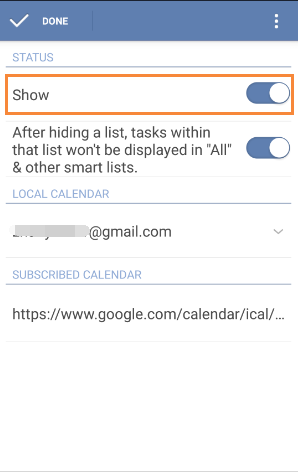 DONE
STATUS
Show
After hiding a list, tasks within
that list won't be displayed in "All"
& other smart lists.
LOCAL CALENDAR
@gmail.com
SUBSCRIBED CALENDAR
https://www.google.com/calendar/ical/...